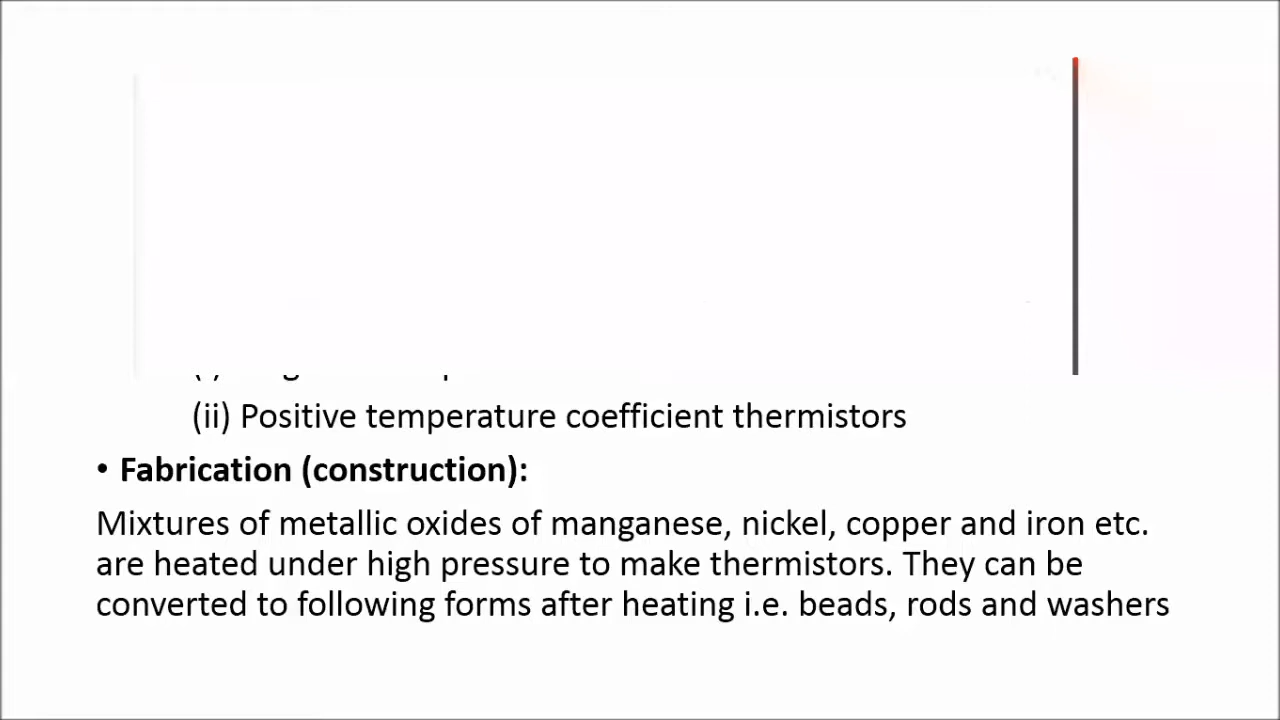 (ii) Positive temperature coefficient thermistors
• Fabrication (construction):
Mixtures of metallic oxides of manganese, nickel, copper and iron etc.
are heated under high pressure to make thermistors. They can be
converted to following forms after heating i.e. beads, rods and washers